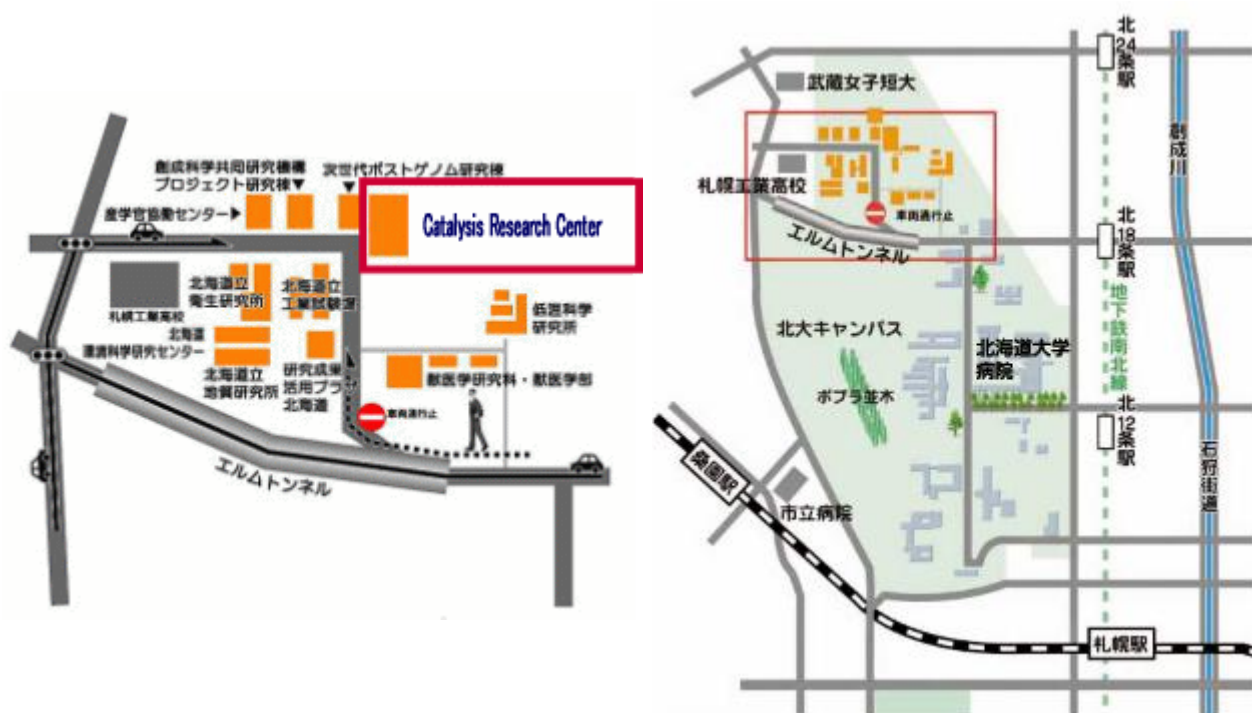 創成科学共同研究機構
プロジェクト研究棟▼
次世代ポストゲノム研究棟
▼
産学官協働センター▶
Catalysis Research Center
札幌工業高校
北海道立
衛生研究所
北海道立
工業試験場
北海道
環境科学研究センター
北海道立
地質研究所
研究成果
活用プラザ
北海道
低温科学
研究所
獣医学研究科・獣医学部
車両通行止
エルムトンネル
武蔵女子短大
札幌工業高校
車両通行止
エルムトンネル
北大キャンパス
ポプラ並木
北海道大学
病院
市立病院
桑園駅
札幌駅
北24条駅
北18条駅
北12条駅
地下鉄南北線
創成川
石狩街道